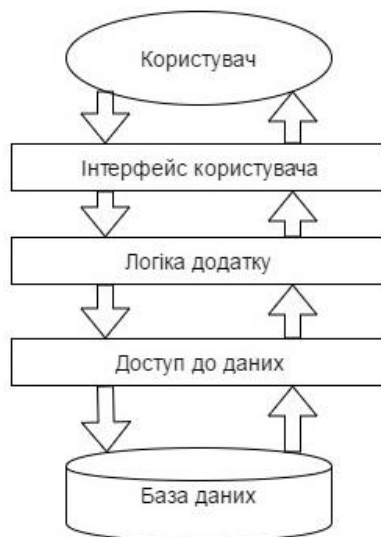 Користувач
Інтерфейс користувача
Логіка додатку
Доступ до даних
База даних